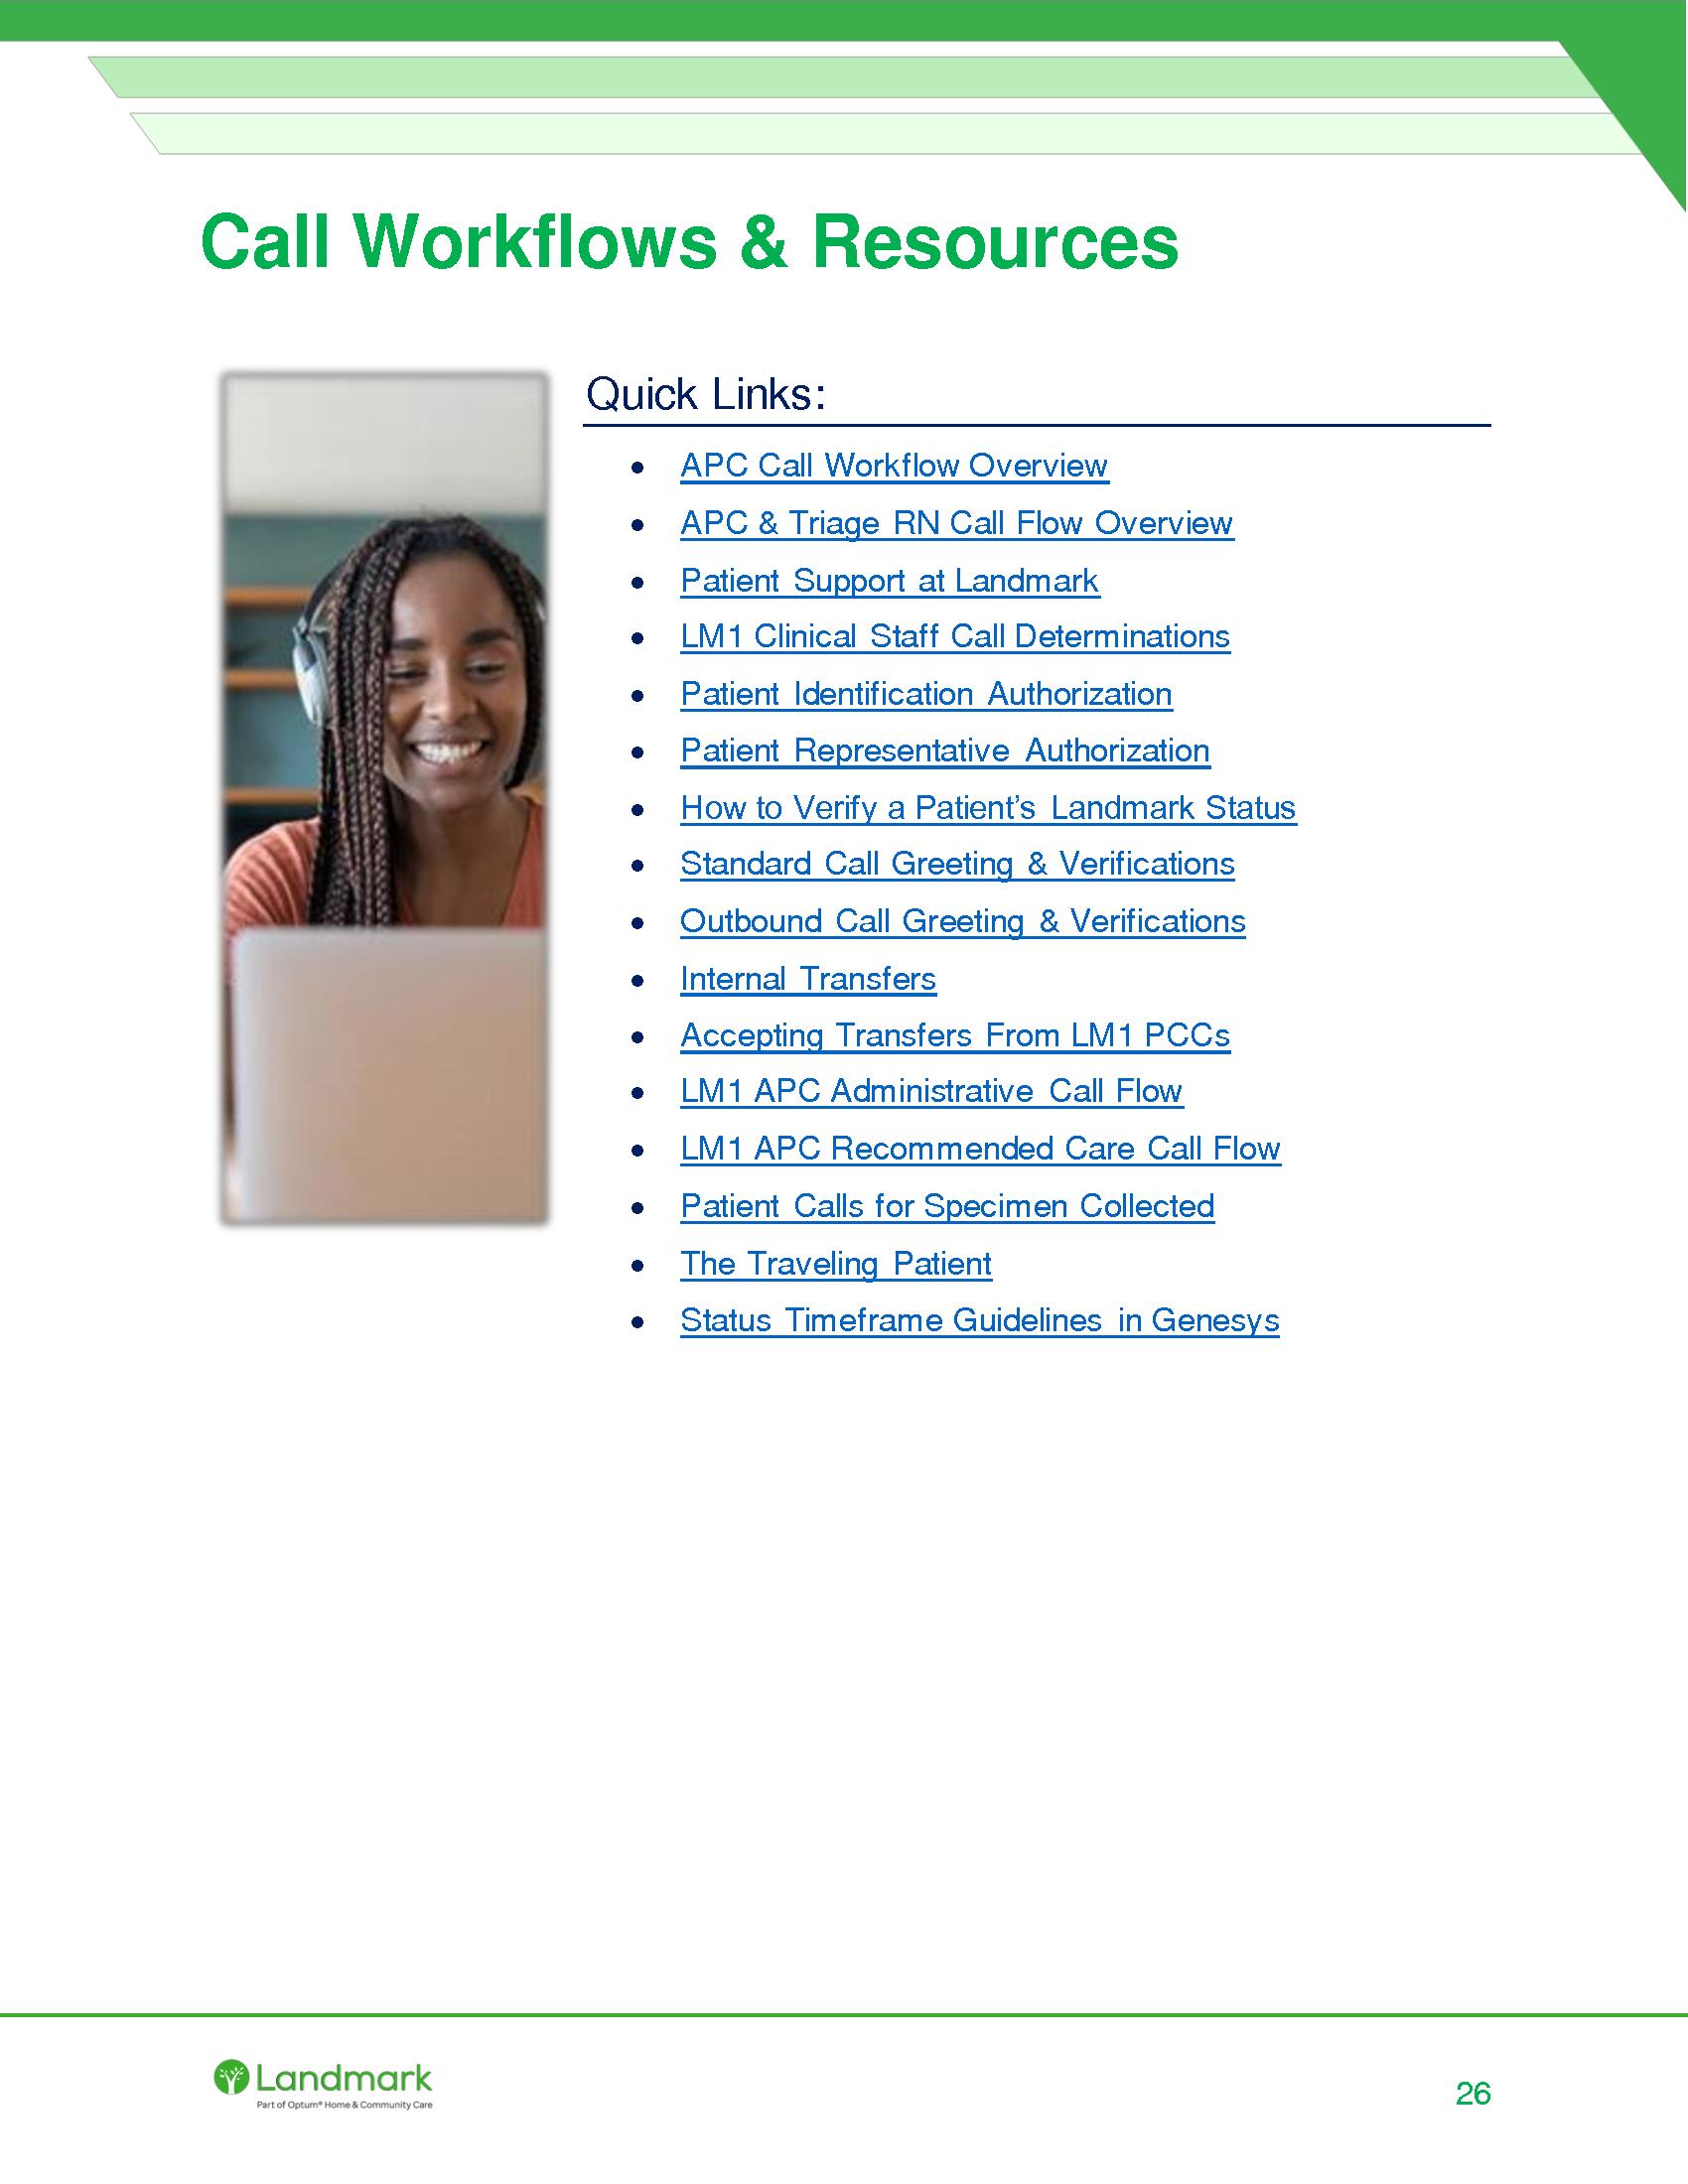 Call Workflows & Resources
Quick Links:
• APC Call Workflow Overview
• APC & Triage RN Call Flow Overview
• Patient Support at Landmark
• LM1 Clinical Staff Call Determinations
• Patient Identification Authorization
• Patient Representative Authorization
• How to Verify a Patient’s Landmark Status
• Standard Call Greeting & Verifications
• Outbound Call Greeting & Verifications
• Internal Transfers
• Accepting Transfers From LM1 PCCs
• LM1 APC Administrative Call Flow
• LM1 APC Recommended Care Call Flow
• Patient Calls for Specimen Collected
• The Traveling Patient
• Status Timeframe Guidelines in Genesys
Landmark
Part of Optum® Home & Community Care
26